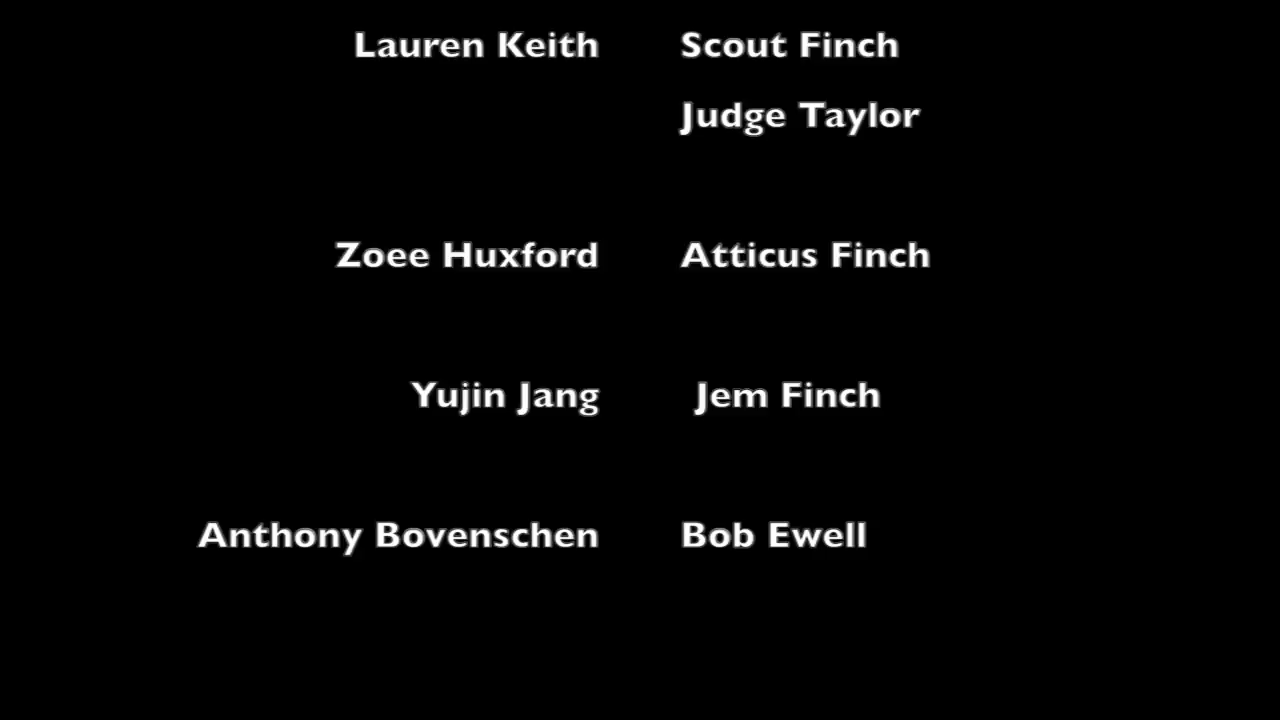 Lauren Keith Scout Finch
Judge Taylor
Zoee Huxford Atticus Finch
Yujin Jang Jem Finch
Anthony Bovenschen Bob Ewell